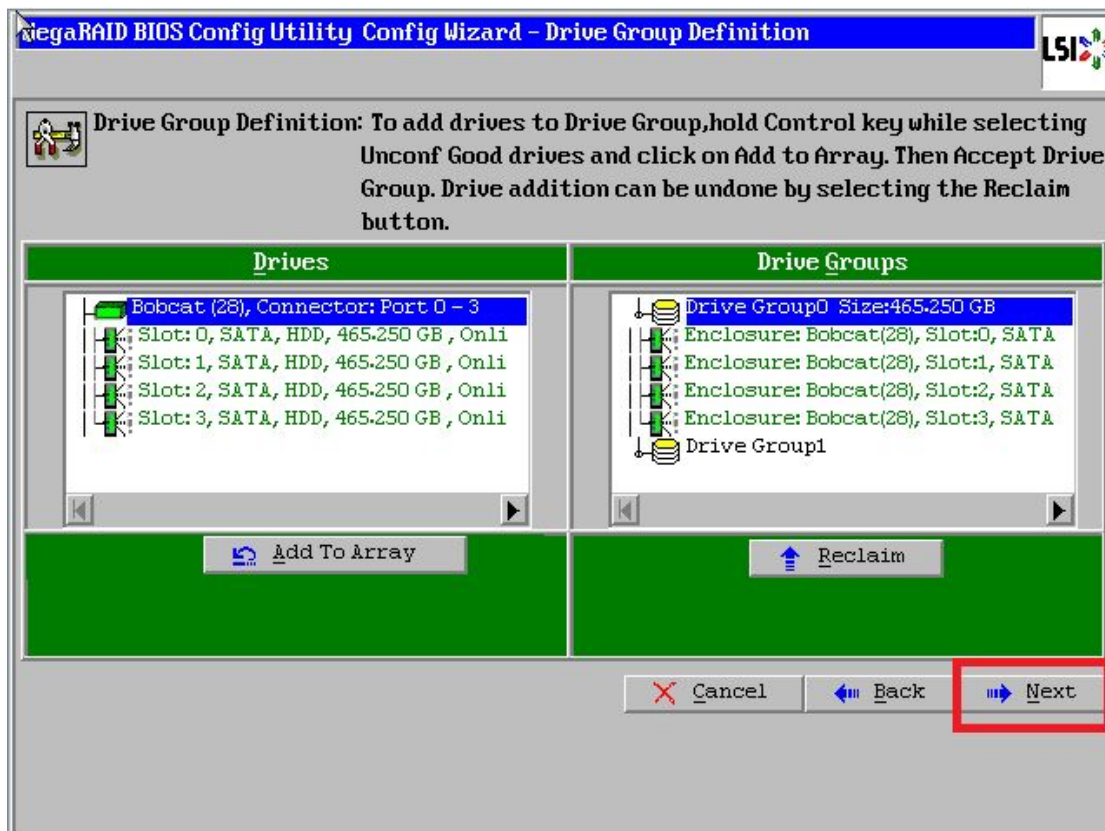 MegaRAID BIOS Config Utility Config Wizard - Drive Group Definition
LSI
Drive Group Definition: To add drives to Drive Group,hold Control key while selecting
Unconf Good drives and click on Add to Array. Then Accept Drive
Group. Drive addition can be undone by selecting the Reclaim
button.
Drives
Bobcat (28), Connector: Port 0 - 3
Slot: 0, SATA, HDD, 465.250 GB , Onli
Slot: 1, SATA, HDD, 465.250 GB , Onli
Slot: 2, SATA, HDD, 465.250 GB , Onli
Slot: 3, SATA, HDD, 465.250 GB , Onli
Add To Array
Drive Groups
Drive Group0 Size:465.250 GB
Enclosure: Bobcat(28), Slot:0, SATA
Enclosure: Bobcat(28), Slot:1, SATA
Enclosure: Bobcat(28), Slot:2, SATA
Enclosure: Bobcat(28), Slot:3, SATA
Drive Group1
Reclaim
Cancel
Back
Next